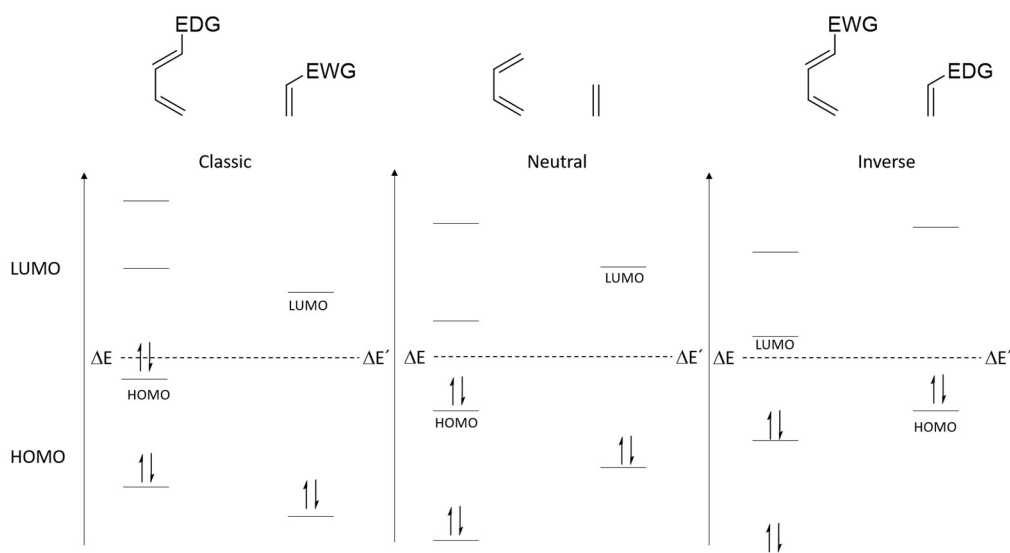 EDG
EWG
EWG
EDG
Classic
Neutral
Inverse
LUMO
LUMO
LUMO
LUMO
ΔE
ΔE´
ΔE
ΔE´
ΔE
ΔE´
HOMO
HOMO
HOMO
HOMO